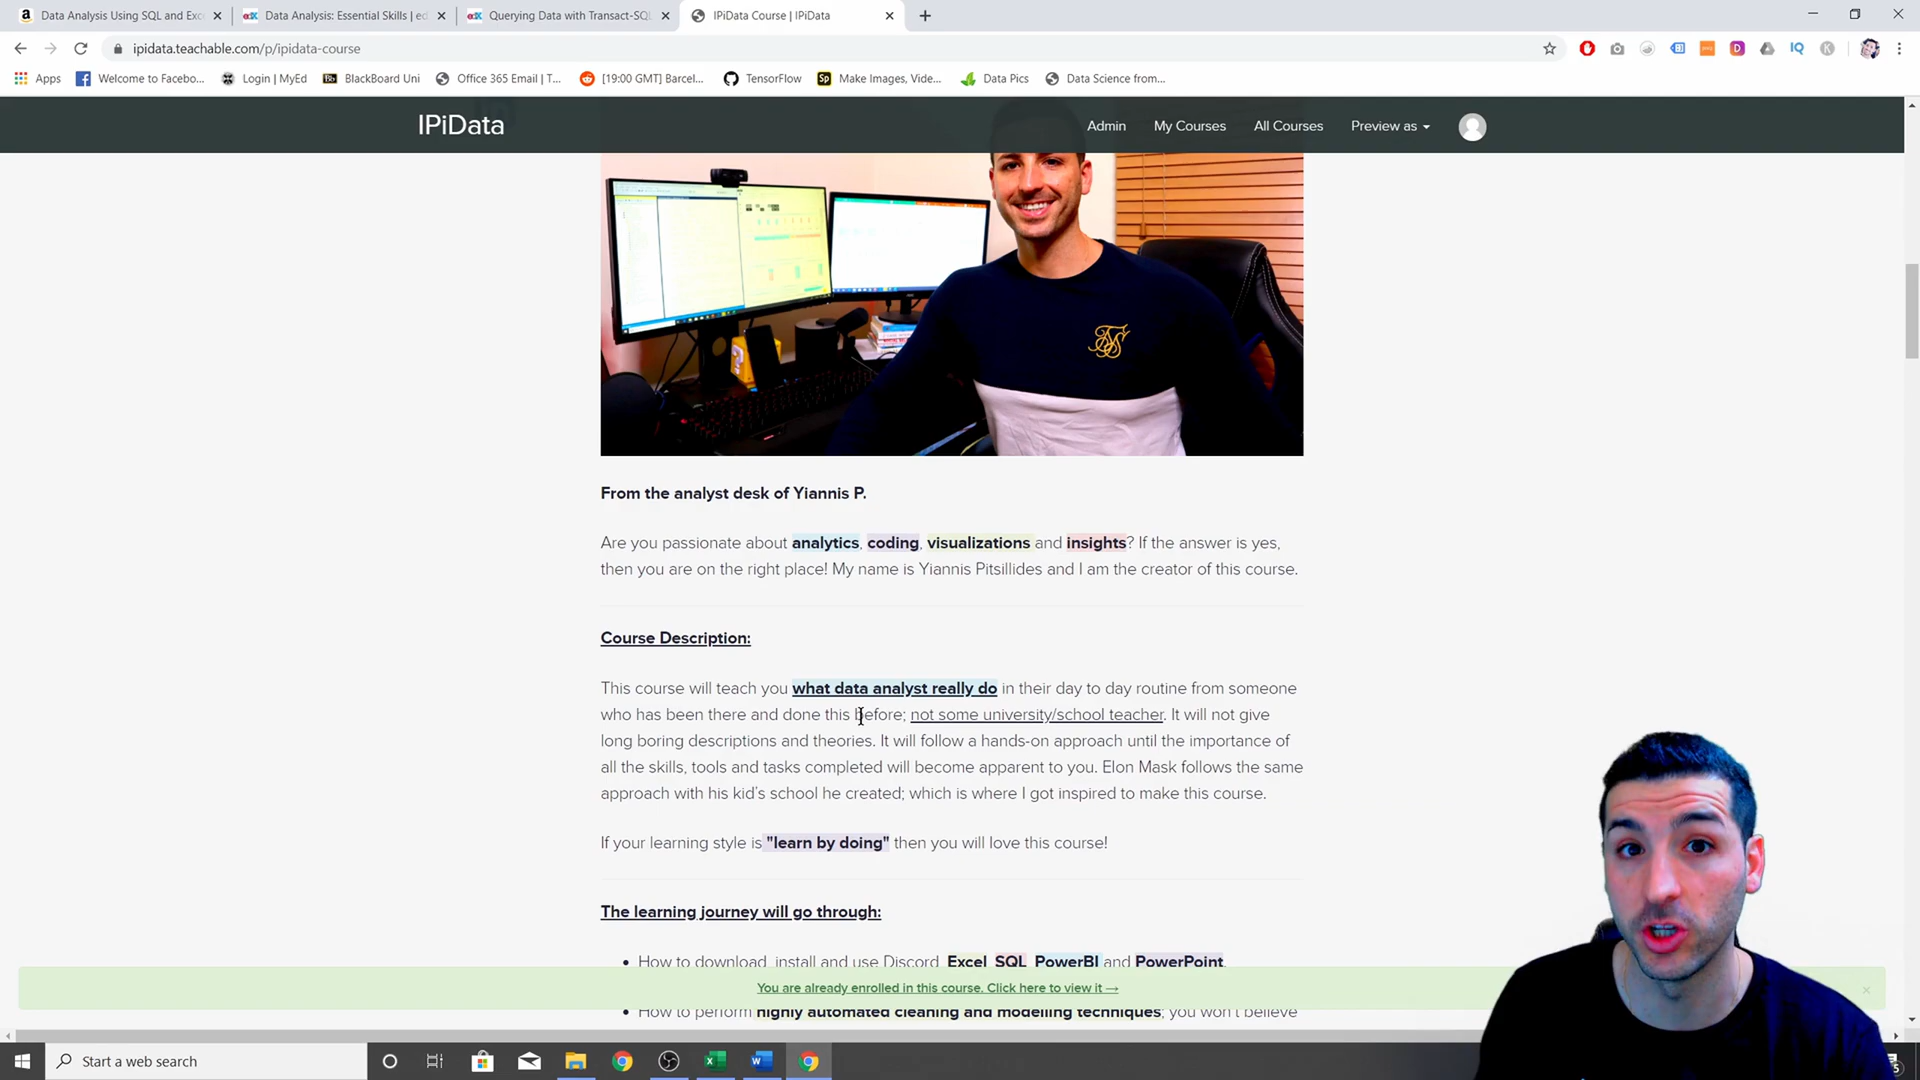 Data Analysis Using SQL and Exc
Data Analysis: Essential Skills | ed
Querying Data with Transact-SQL
IPiData Course | IPiData
ipidata.teachable.com/p/ipidata-course
Apps
Welcome to Facebo...
Login | MyEd
BlackBoard Uni
Office 365 Email | T...
[19:00 GMT] Barcel...
TensorFlow
Make Images, Vide...
Data Pics
Data Science from...
IPiData
Admin
My Courses
All Courses
Preview as
From the analyst desk of Yiannis P.
Are you passionate about analytics, coding, visualizations and insights? If the answer is yes,
then you are on the right place! My name is Yiannis Pitsillides and I am the creator of this course.
Course Description:
This course will teach you what data analyst really do in their day to day routine from someone
who has been there and done this before; not some university/school teacher. It will not give
long boring descriptions and theories. It will follow a hands-on approach until the importance of
all the skills, tools and tasks completed will become apparent to you. Elon Mask follows the same
approach with his kid's school he created; which is where I got inspired to make this course.
If your learning style is "learn by doing" then you will love this course!
The learning journey will go through:
• How to download, install and use Discord, Excel, SQL, PowerBI and PowerPoint.
You are already enrolled in this course. Click here to view it →
• How to perform highly automated cleaning and modelling techniques; you won't believe
Start a web search